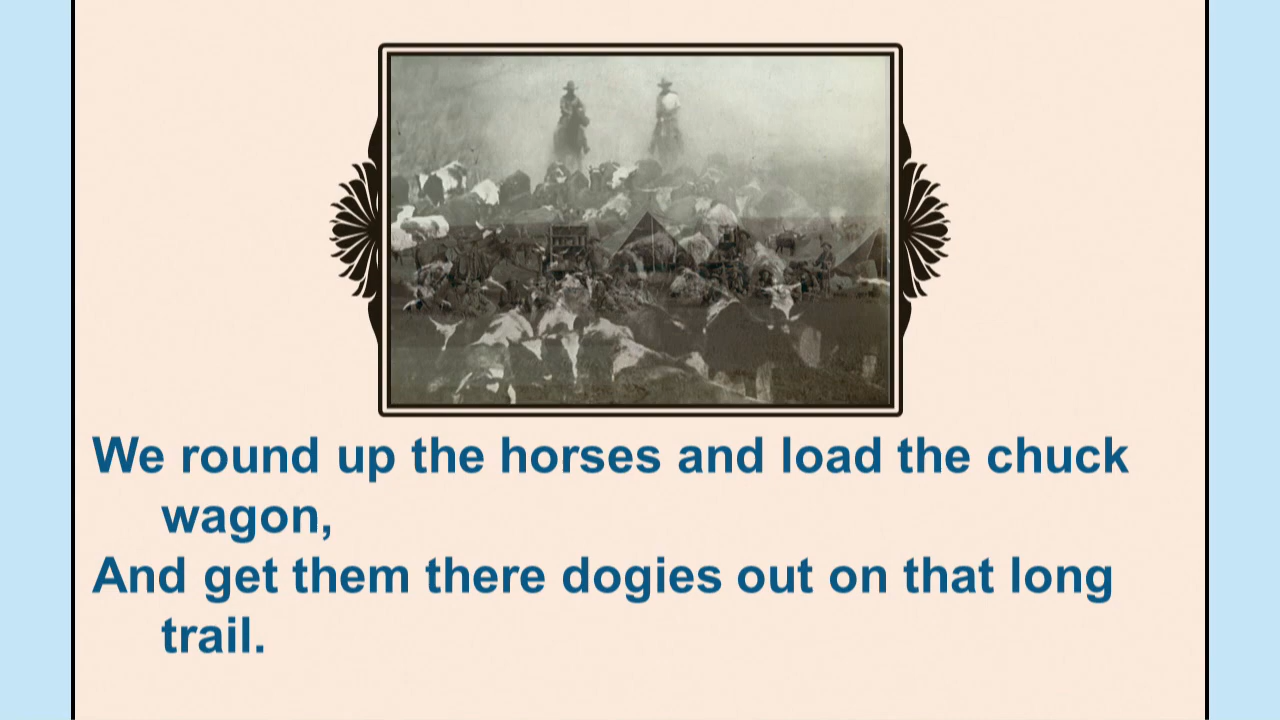 We round up the horses and load the chuck
wagon,
And get them there dogies out on that long
trail.